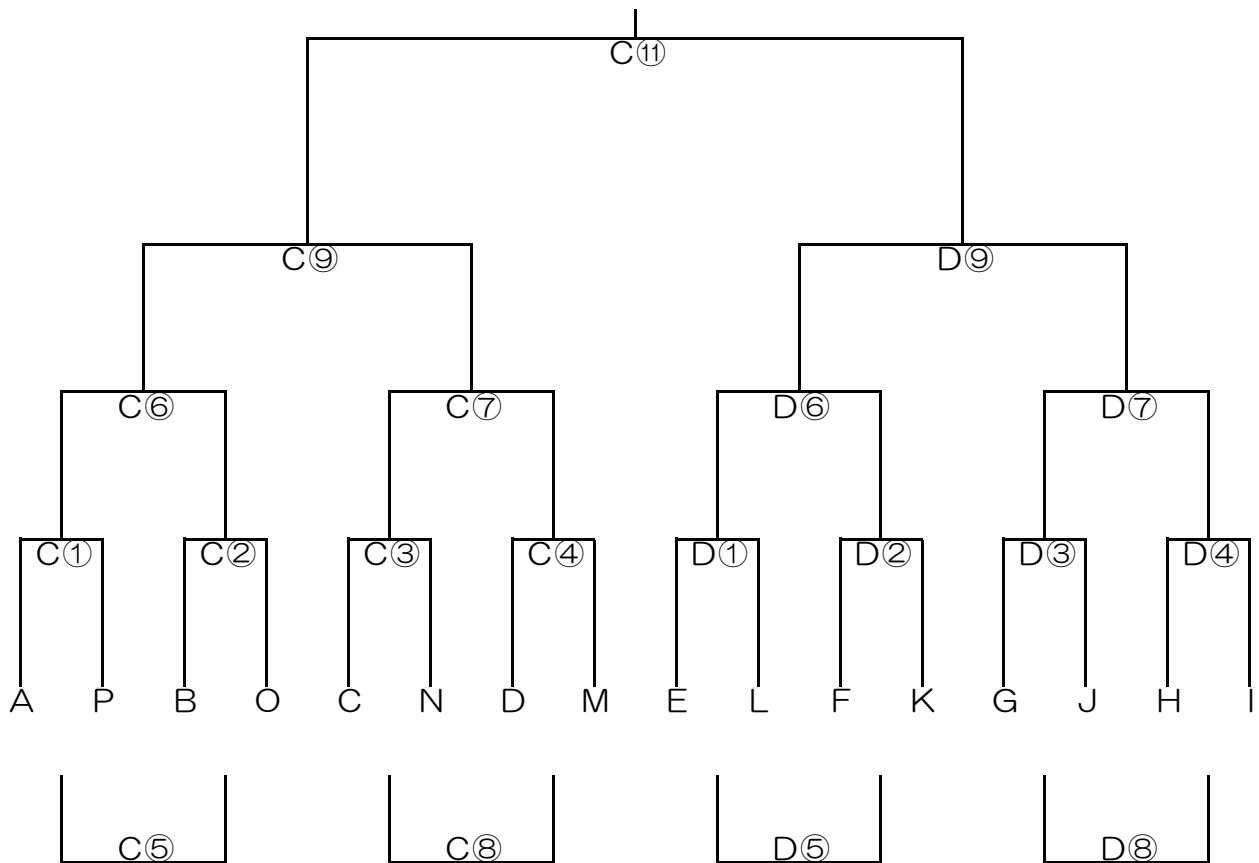 C⑪
C⑨ D⑨
C⑥ C⑦ D⑥ D⑦
C① C② C③ C④ D① D② D③ D④
A P B O C N D M E L F K G J H I
C⑤ C⑧ D⑤ D⑧